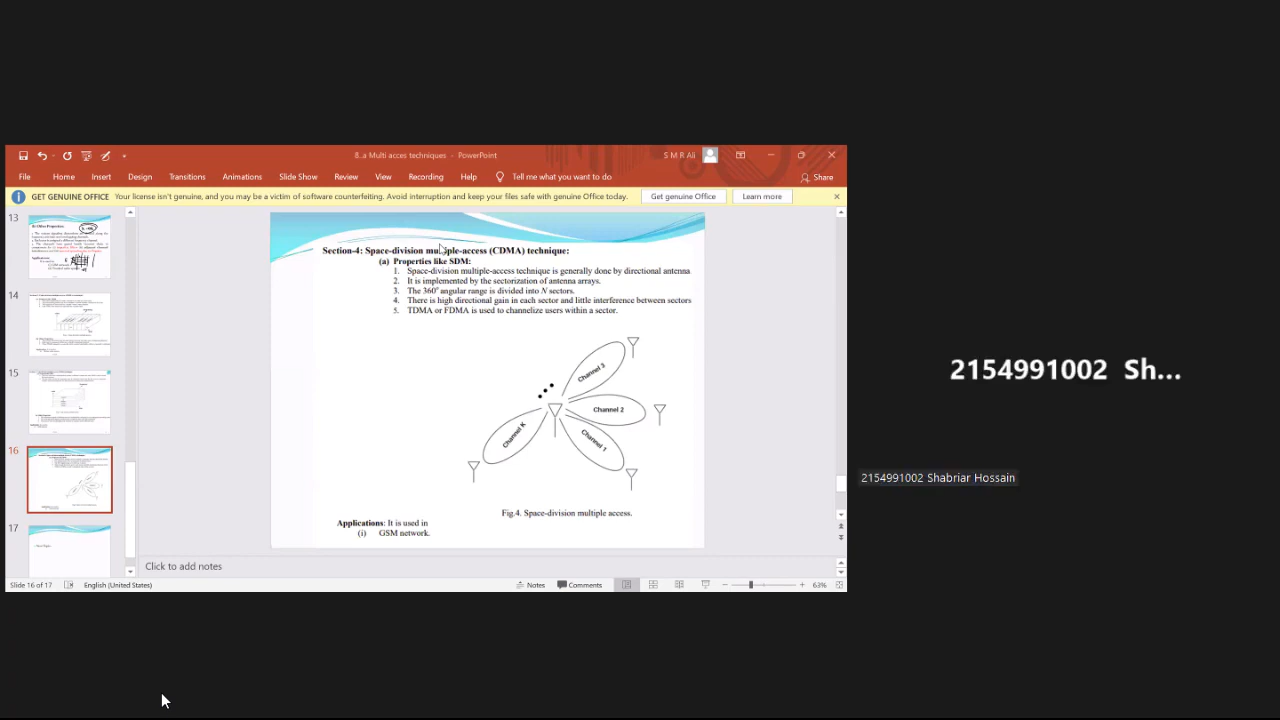 8..a Multi acces techniques - PowerPoint
S M R Ali
File Home Insert Design Transitions Animations Slide Show Review View Recording Help Tell me what you want to do Share
GET GENUINE OFFICE Your license isn't genuine, and you may be a victim of software counterfeiting. Avoid interruption and keep your files safe with genuine Office today. Get genuine Office Learn more
13
14
15
16
17
Section-4: Space-division multiple-access (CDMA) technique:
(a) Properties like SDM:
1. Space-division multiple-access technique is generally done by directional antenna
2. It is implemented by the sectorization of antenna arrays.
3. The 360° angular range is divided into N sectors.
4. There is high directional gain in each sector and little interference between sectors
5. TDMA or FDMA is used to channelize users within a sector.
Channel 3
Channel 2
Channel 1
Channel K
Fig.4. Space-division multiple access.
Applications: It is used in
(i) GSM network.
Click to add notes
Slide 16 of 17 English (United States) Notes Comments 63%
2154991002 Sh...
2154991002 Shabriar Hossain